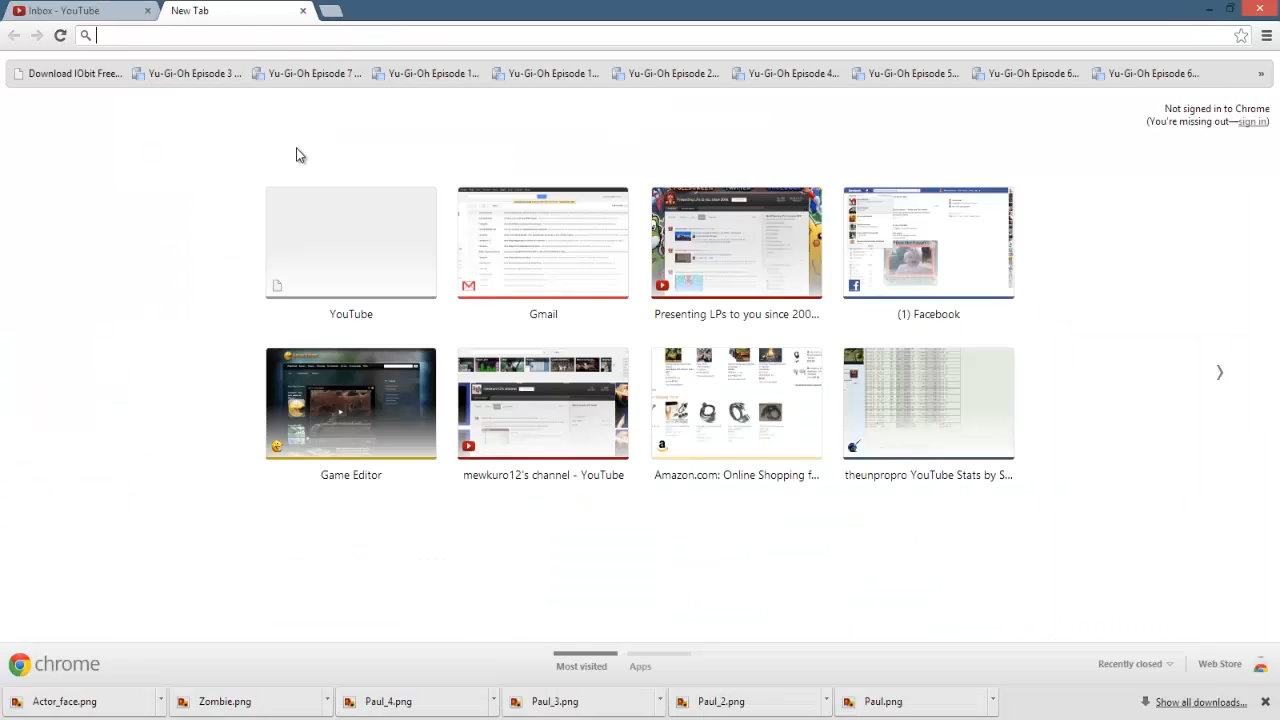 Inbox - YouTube
New Tab
Download IObit Free...
Yu-Gi-Oh Episode 3 ...
Yu-Gi-Oh Episode 7...
Yu-Gi-Oh Episode 1...
Yu-Gi-Oh Episode 1...
Yu-Gi-Oh Episode 2...
Yu-Gi-Oh Episode 4...
Yu-Gi-Oh Episode 5...
Yu-Gi-Oh Episode 6...
Yu-Gi-Oh Episode 6...
»
Not signed in to Chrome
(You're missing out—sign in)
YouTube
Gmail
Presenting LPs to you since 200...
(1) Facebook
Game Editor
mewkuro12's channel - YouTube
Amazon.com: Online Shopping f...
theunpropro YouTube Stats by S...
chrome
Most visited
Apps
Recently closed
Web Store
Actor_face.png
Zombie.png
Paul_4.png
Paul_3.png
Paul_2.png
Paul.png
Show all downloads...